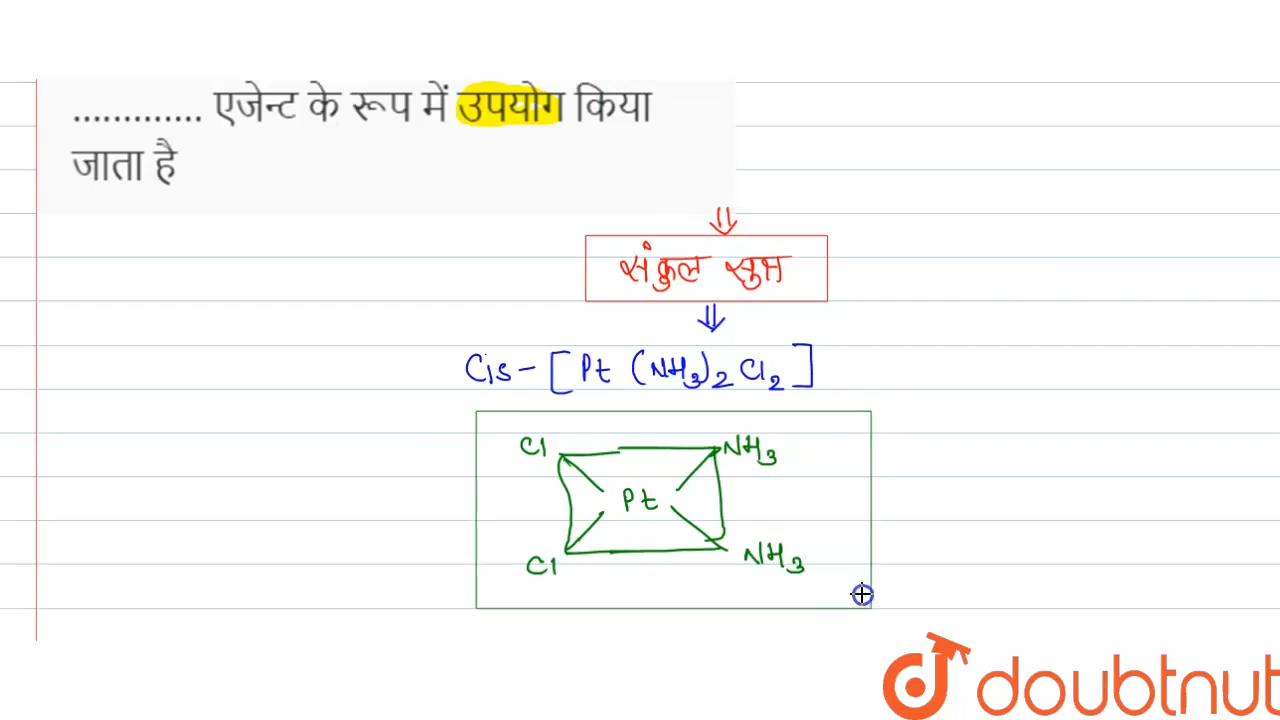 ............. एजेन्ट के रूप में उपयोग किया
जाता है
⇓
संकुल सूत्र
⇓
Cis- [Pt (NH3)2 Cl2]
Cl NH3
Pt
Cl NH3
doubtnut